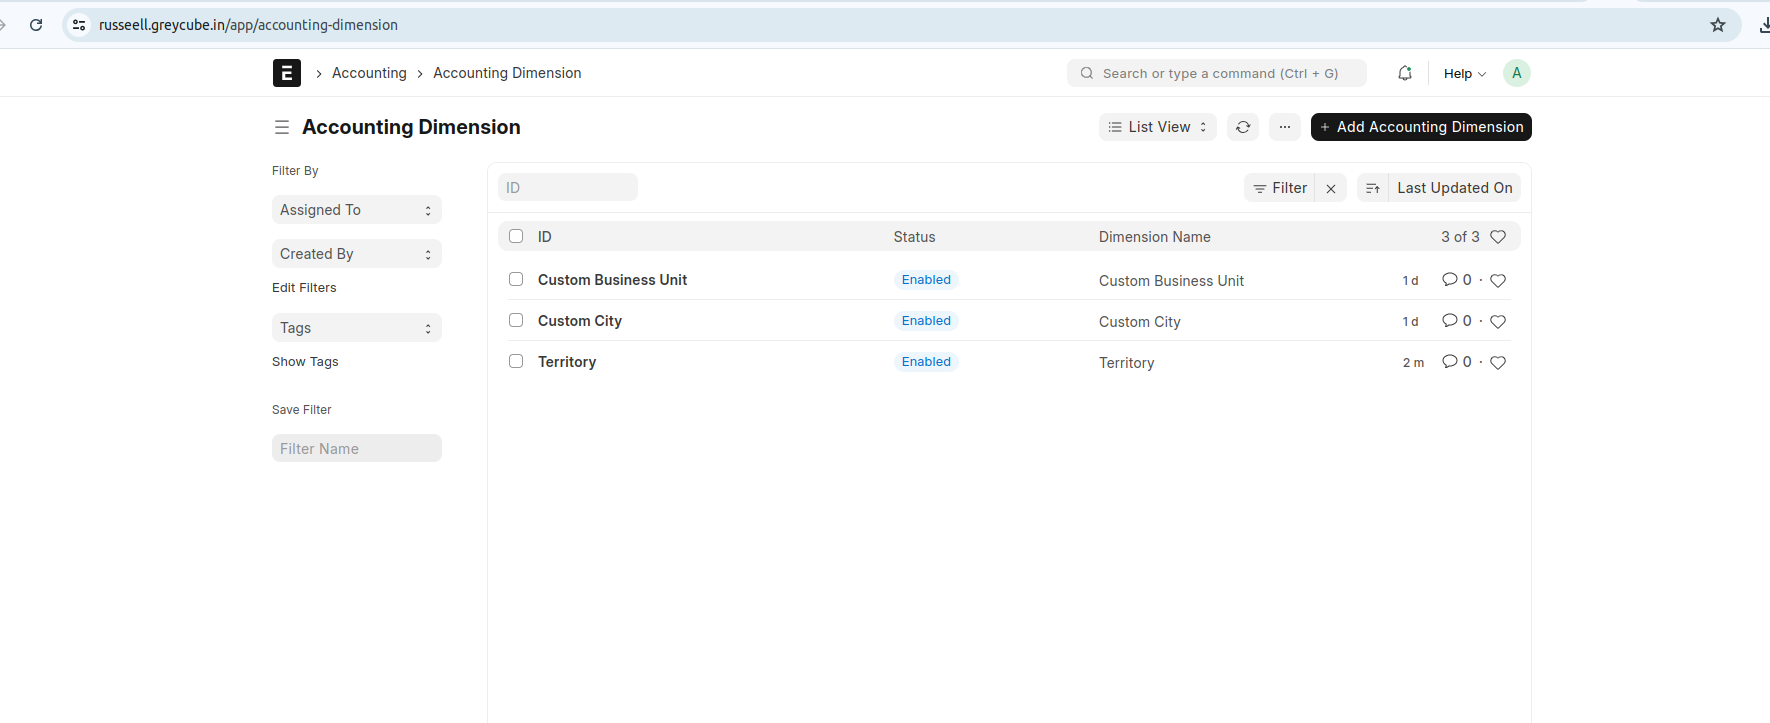 russeell.greycube.in/app/accounting-dimension
E
Accounting
Accounting Dimension
Search or type a command (Ctrl + G)
Help
A
Accounting Dimension
List View
Add Accounting Dimension
Filter By
Assigned To
Created By
Edit Filters
Tags
Show Tags
Save Filter
Filter Name
ID
Filter
Last Updated On
ID Status Dimension Name 3 of 3
Custom Business Unit Enabled Custom Business Unit 1 d 0 ·
Custom City Enabled Custom City 1 d 0 ·
Territory Enabled Territory 2 m 0 ·